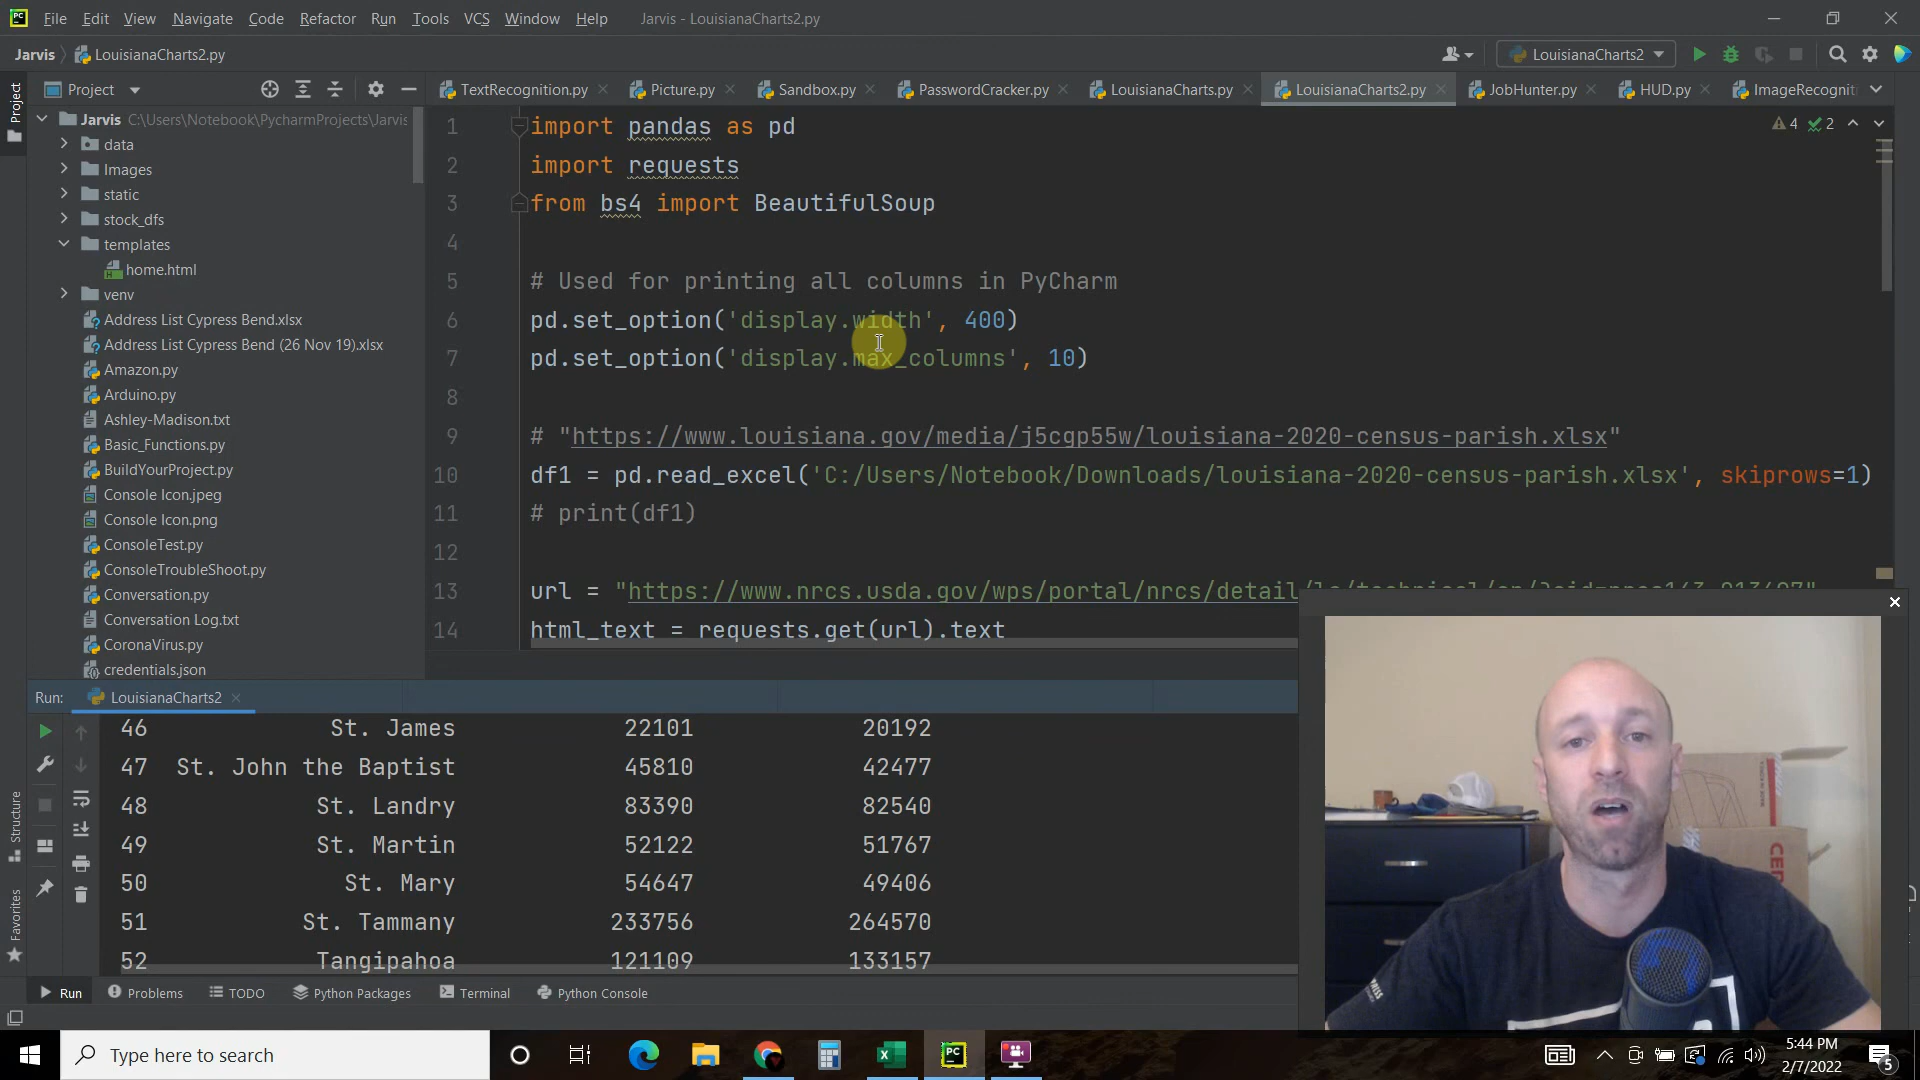 File Edit View Navigate Code Refactor Run Tools VCS Window Help Jarvis - LouisianaCharts2.py
Jarvis LouisianaCharts2.py LouisianaCharts2
Project
Project
TextRecognition.py Picture.py Sandbox.py PasswordCracker.py LouisianaCharts.py LouisianaCharts2.py JobHunter.py HUD.py ImageRecognit
Jarvis C:\Users\Notebook\PycharmProjects\Jarvis
data
Images
static
stock_dfs
templates
home.html
venv
Address List Cypress Bend.xlsx
Address List Cypress Bend (26 Nov 19).xlsx
Amazon.py
Arduino.py
Ashley-Madison.txt
Basic_Functions.py
BuildYourProject.py
Console Icon.jpeg
Console Icon.png
ConsoleTest.py
ConsoleTroubleShoot.py
Conversation.py
Conversation Log.txt
CoronaVirus.py
credentials.json
4 2
1 import pandas as pd
2 import requests
3 from bs4 import BeautifulSoup
4
5 # Used for printing all columns in PyCharm
6 pd.set_option('display.width', 400)
7 pd.set_option('display.max_columns', 10)
8
9 # "https://www.louisiana.gov/media/j5cgp55w/louisiana-2020-census-parish.xlsx"
10 df1 = pd.read_excel('C:/Users/Notebook/Downloads/louisiana-2020-census-parish.xlsx', skiprows=1)
11 # print(df1)
12
13 url = "https://www.nrcs.usda.gov/wps/portal/nrcs/detail/
14 html_text = requests.get(url).text
Run: LouisianaCharts2
46 St. James 22101 20192
47 St. John the Baptist 45810 42477
48 St. Landry 83390 82540
49 St. Martin 52122 51767
50 St. Mary 54647 49406
51 St. Tammany 233756 264570
52 Tangipahoa 121109 133157
Structure
Favorites
Run Problems TODO Python Packages Terminal Python Console
Type here to search
PC
5:44 PM
2/7/2022
5